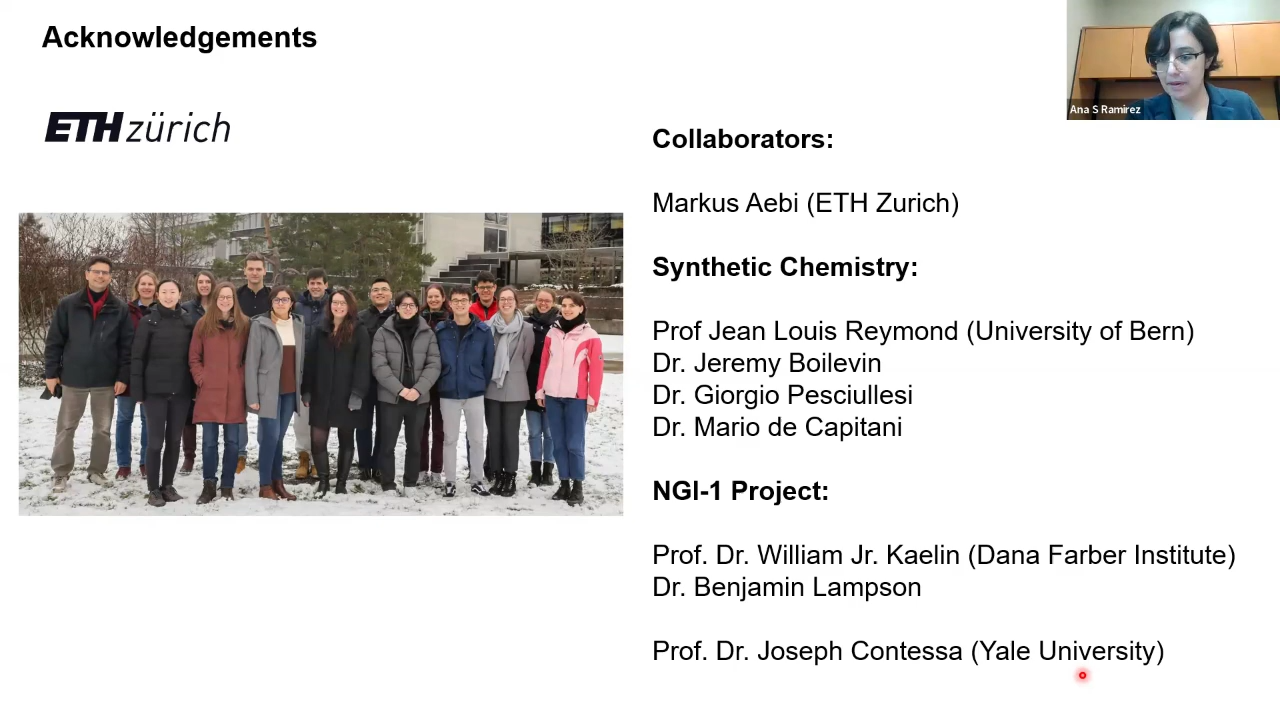 Acknowledgements
ETH zürich
Ana S Ramirez
Collaborators:
Markus Aebi (ETH Zurich)
Synthetic Chemistry:
Prof Jean Louis Reymond (University of Bern)
Dr. Jeremy Boilevin
Dr. Giorgio Pesciullesi
Dr. Mario de Capitani
NGI-1 Project:
Prof. Dr. William Jr. Kaelin (Dana Farber Institute)
Dr. Benjamin Lampson
Prof. Dr. Joseph Contessa (Yale University)